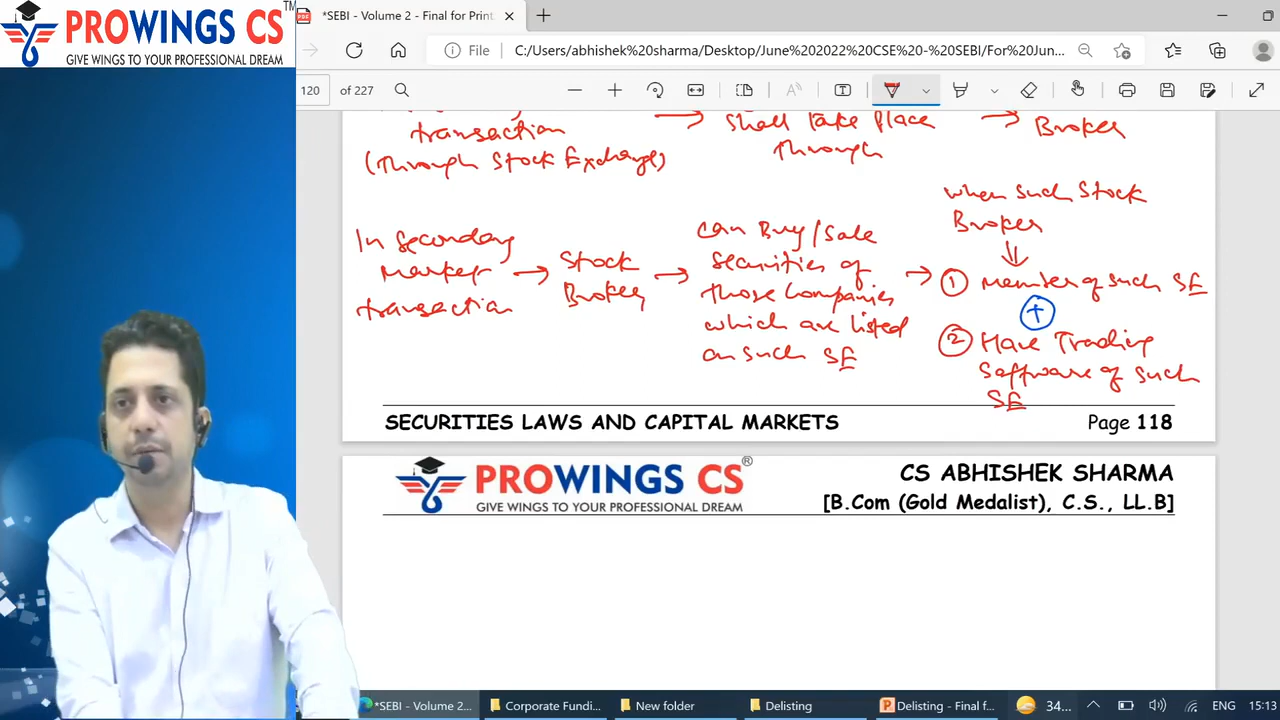 PROWINGS CS TM
GIVE WINGS TO YOUR PROFESSIONAL DREAM
*SEBI - Volume 2 - Final for Print
File C:/Users/abhishek%20sharma/Desktop/June%202022%20CSE%20-%20SEBI/For%20Jun...
120 of 227
transaction
(Through Stock Exchange)
Shall take place
Through
Broker
In Secondary
Market
transaction
Stock
Broker
Can Buy/Sale
Securities of
those Companies
which are listed
on such SE
when such Stock
Broker
1 Member of such SE
+
2 Have Trading
Software of such
SE
SECURITIES LAWS AND CAPITAL MARKETS Page 118
PROWINGS CS ®
GIVE WINGS TO YOUR PROFESSIONAL DREAM
CS ABHISHEK SHARMA
[B.Com (Gold Medalist), C.S., LL.B]
*SEBI - Volume 2... Corporate Fundi... New folder Delisting Delisting - Final f... 34... ENG 15:13